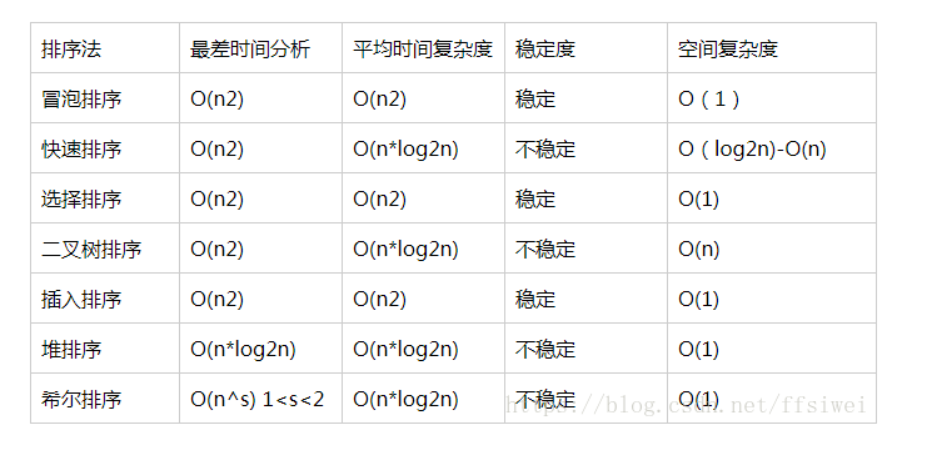 排序法 最差时间分析 平均时间复杂度 稳定度 空间复杂度
冒泡排序 O(n2) O(n2) 稳定 O（1）
快速排序 O(n2) O(n*log2n) 不稳定 O（log2n)-O(n)
选择排序 O(n2) O(n2) 稳定 O(1)
二叉树排序 O(n2) O(n*log2n) 不稳定 O(n)
插入排序 O(n2) O(n2) 稳定 O(1)
堆排序 O(n*log2n) O(n*log2n) 不稳定 O(1)
希尔排序 O(n^s) 1<s<2 O(n*log2n) 不稳定 O(1)
https://blog.csdn.net/ffsiwei